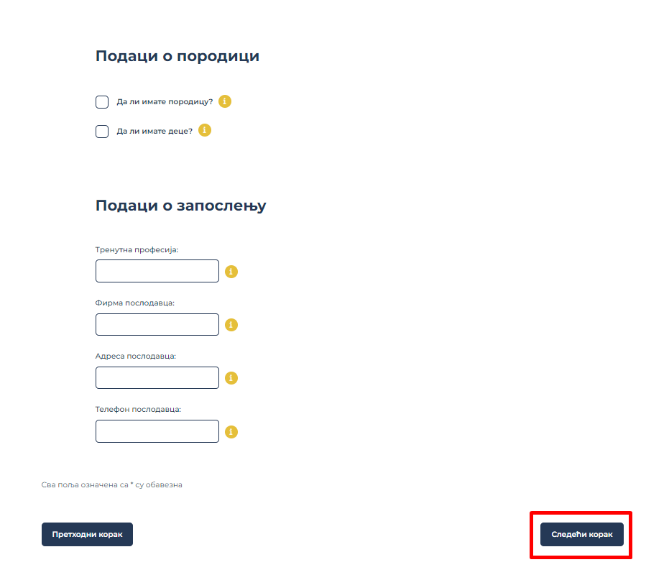 Подаци о породици
Да ли имате породицу?
Да ли имате деце?
Подаци о запослењу
Тренутна професија:
Фирма послодавца:
Адреса послодавца:
Телефон послодавца:
Сва поља означена са * су обавезна
Претходни корак
Следећи корак